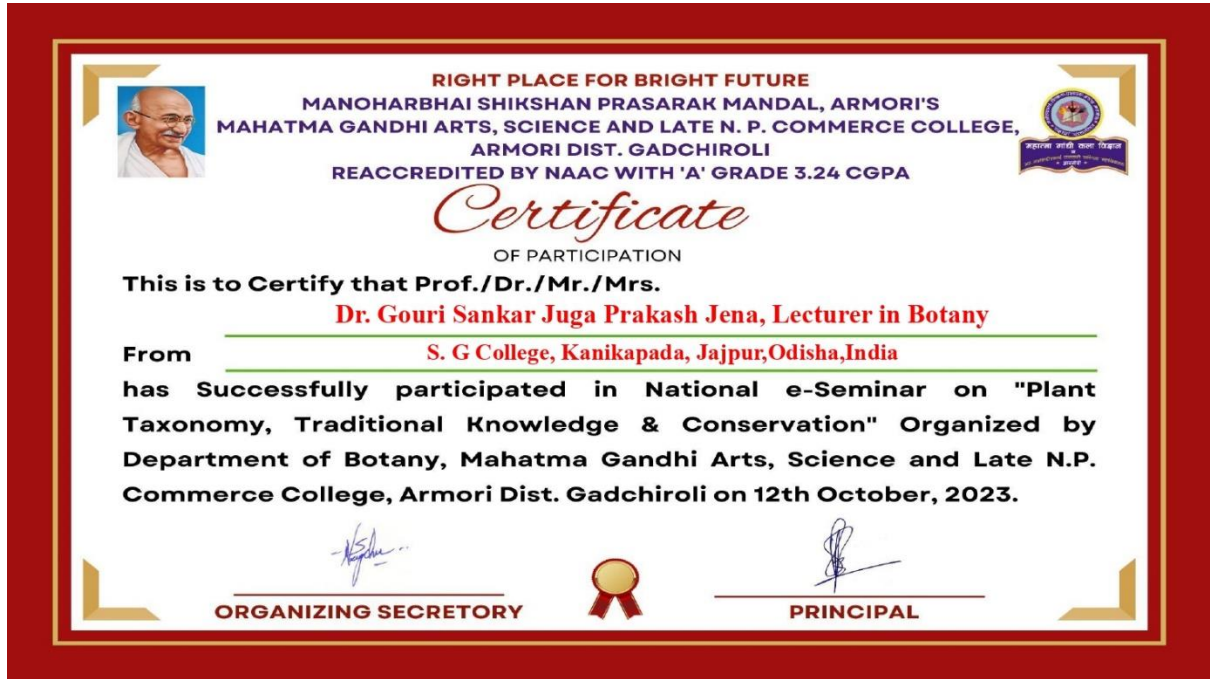 RIGHT PLACE FOR BRIGHT FUTURE
MANOHARBHAI SHIKSHAN PRASARAK MANDAL, ARMORI'S
MAHATMA GANDHI ARTS, SCIENCE AND LATE N. P. COMMERCE COLLEGE,
ARMORI DIST. GADCHIROLI
REACCREDITED BY NAAC WITH 'A' GRADE 3.24 CGPA
महात्मा गांधी कला विज्ञान
आरमोरी
Certificate
OF PARTICIPATION
This is to Certify that Prof./Dr./Mr./Mrs.
Dr. Gouri Sankar Juga Prakash Jena, Lecturer in Botany
From S. G College, Kanikapada, Jajpur,Odisha,India
has Successfully participated in National e-Seminar on "Plant
Taxonomy, Traditional Knowledge & Conservation" Organized by
Department of Botany, Mahatma Gandhi Arts, Science and Late N.P.
Commerce College, Armori Dist. Gadchiroli on 12th October, 2023.
ORGANIZING SECRETORY
PRINCIPAL